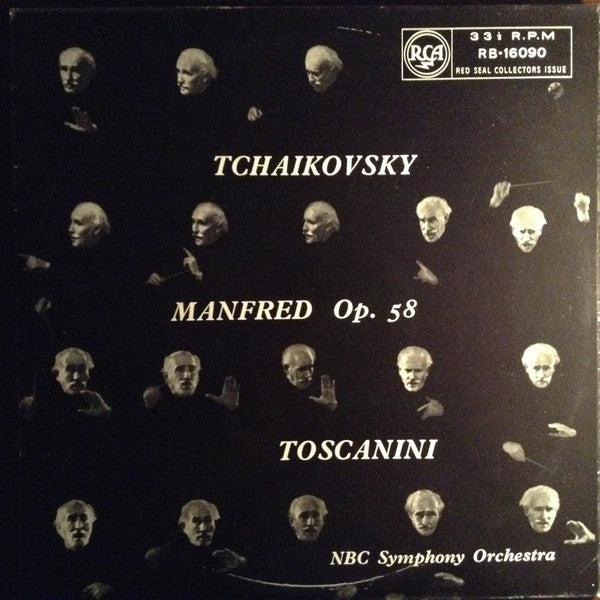 RCA
33⅓ R.P.M
RB-16090
RED SEAL COLLECTORS ISSUE
TCHAIKOVSKY
MANFRED Op. 58
TOSCANINI
NBC Symphony Orchestra